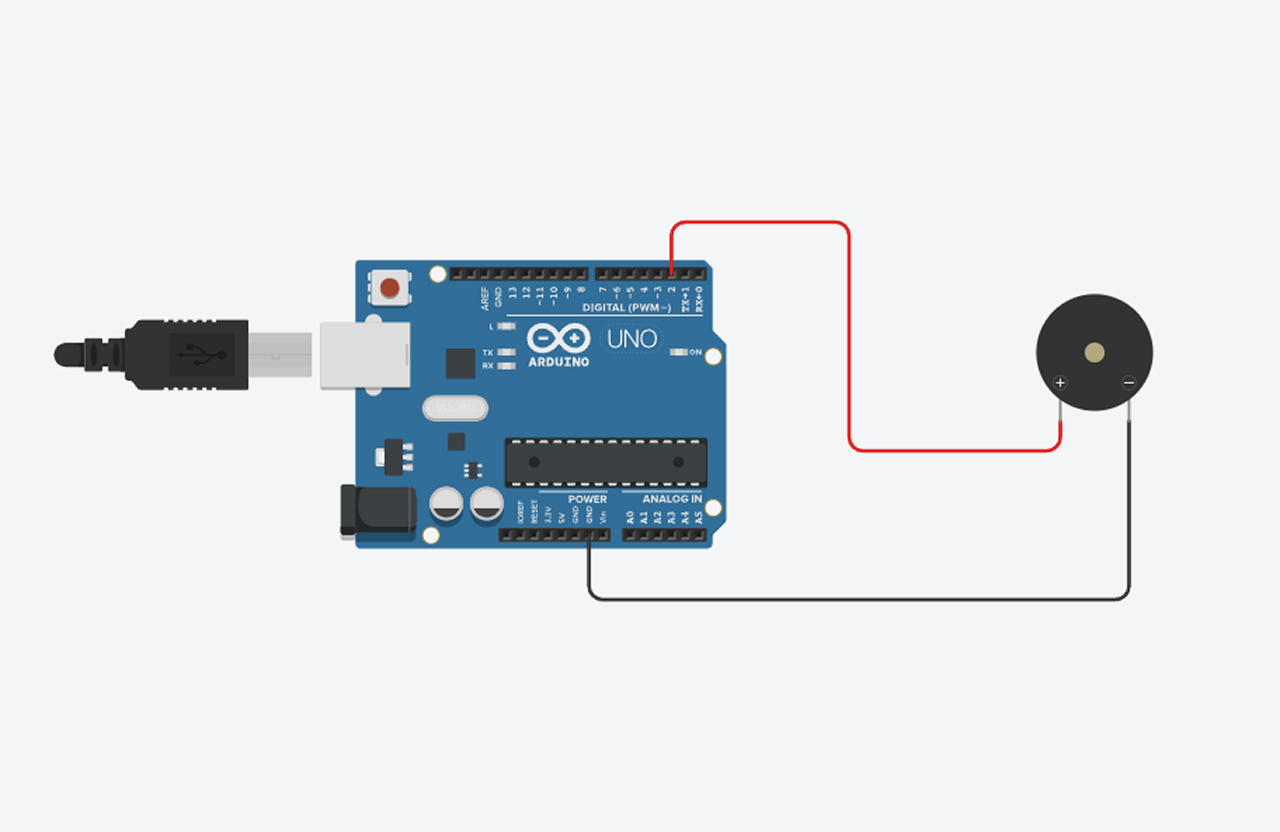 AREF
GND
13
12
~11
~10
~9
8
7
~6
~5
4
~3
2
TX→1
RX←0
DIGITAL (PWM~)
L
TX
RX
ARDUINO
UNO
ON
POWER
ANALOG IN
IOREF
RESET
3.3V
5V
GND
GND
Vin
A0
A1
A2
A3
A4
A5
+
−